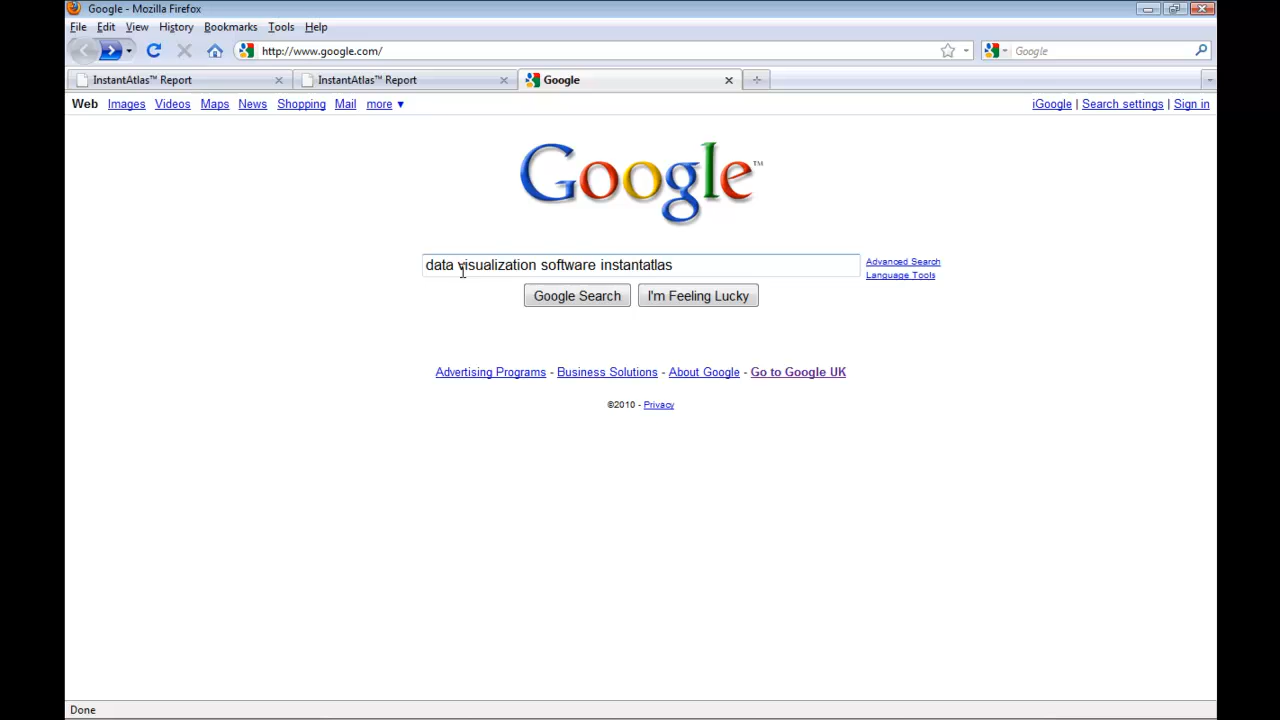 Google - Mozilla Firefox
File Edit View History Bookmarks Tools Help
http://www.google.com/ Google
InstantAtlas™ Report InstantAtlas™ Report Google
Web Images Videos Maps News Shopping Mail more ▼ iGoogle | Search settings | Sign in
Google™
data visualization software instantatlas Advanced Search
Language Tools
Google Search I'm Feeling Lucky
Advertising Programs - Business Solutions - About Google - Go to Google UK
©2010 - Privacy
Done